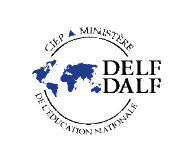 CIEP ▲ MINISTÈRE
DELF
DALF
DE L'ÉDUCATION NATIONALE